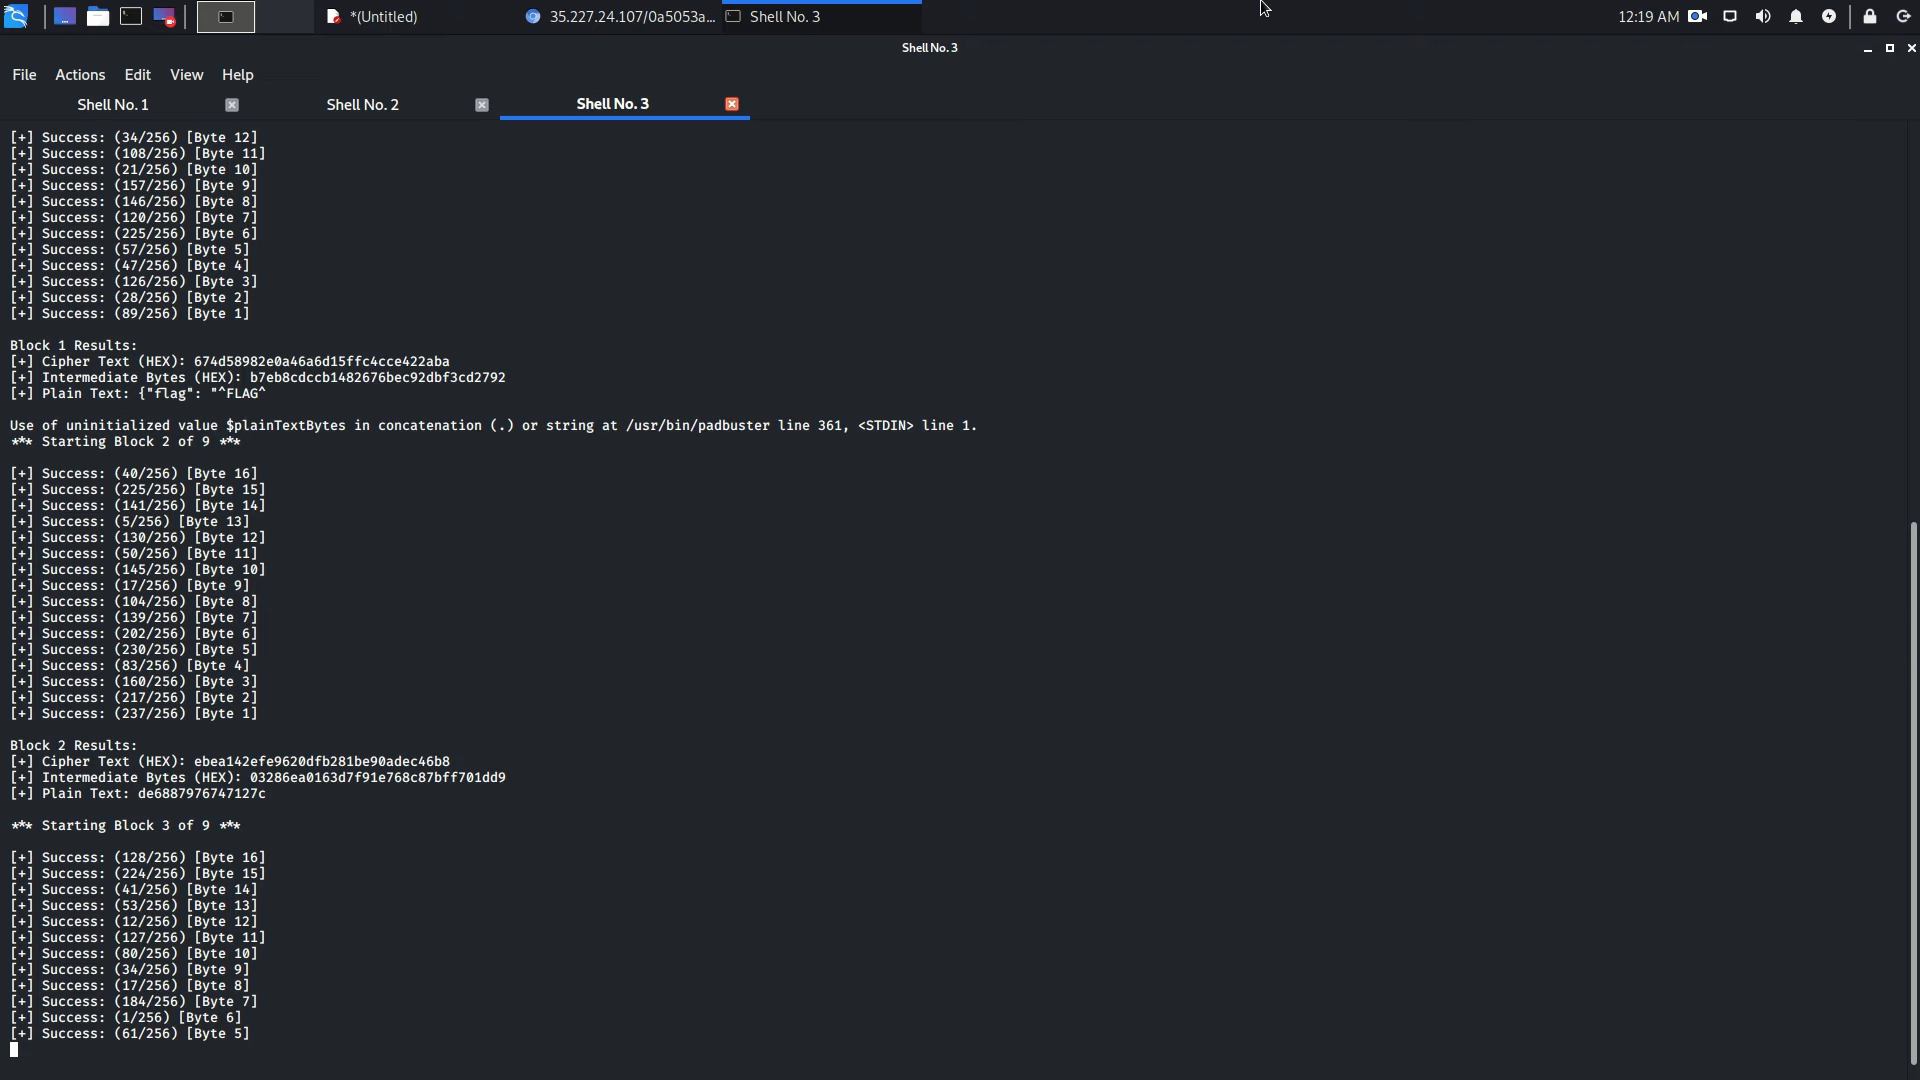 *(Untitled)
35.227.24.107/0a5053a...
Shell No. 3
12:19 AM
Shell No. 3
File Actions Edit View Help
Shell No. 1
Shell No. 2
Shell No. 3
[+] Success: (34/256) [Byte 12]
[+] Success: (108/256) [Byte 11]
[+] Success: (21/256) [Byte 10]
[+] Success: (157/256) [Byte 9]
[+] Success: (146/256) [Byte 8]
[+] Success: (120/256) [Byte 7]
[+] Success: (225/256) [Byte 6]
[+] Success: (57/256) [Byte 5]
[+] Success: (47/256) [Byte 4]
[+] Success: (126/256) [Byte 3]
[+] Success: (28/256) [Byte 2]
[+] Success: (89/256) [Byte 1]
Block 1 Results:
[+] Cipher Text (HEX): 674d58982e0a46a6d15ffc4cce422aba
[+] Intermediate Bytes (HEX): b7eb8cdccb1482676bec92dbf3cd2792
[+] Plain Text: {"flag": "^FLAG^
Use of uninitialized value $plainTextBytes in concatenation (.) or string at /usr/bin/padbuster line 361, <STDIN> line 1.
*** Starting Block 2 of 9 ***
[+] Success: (40/256) [Byte 16]
[+] Success: (225/256) [Byte 15]
[+] Success: (141/256) [Byte 14]
[+] Success: (5/256) [Byte 13]
[+] Success: (130/256) [Byte 12]
[+] Success: (50/256) [Byte 11]
[+] Success: (145/256) [Byte 10]
[+] Success: (17/256) [Byte 9]
[+] Success: (104/256) [Byte 8]
[+] Success: (139/256) [Byte 7]
[+] Success: (202/256) [Byte 6]
[+] Success: (230/256) [Byte 5]
[+] Success: (83/256) [Byte 4]
[+] Success: (160/256) [Byte 3]
[+] Success: (217/256) [Byte 2]
[+] Success: (237/256) [Byte 1]
Block 2 Results:
[+] Cipher Text (HEX): ebea142efe9620dfb281be90adec46b8
[+] Intermediate Bytes (HEX): 03286ea0163d7f91e768c87bff701dd9
[+] Plain Text: de6887976747127c
*** Starting Block 3 of 9 ***
[+] Success: (128/256) [Byte 16]
[+] Success: (224/256) [Byte 15]
[+] Success: (41/256) [Byte 14]
[+] Success: (53/256) [Byte 13]
[+] Success: (12/256) [Byte 12]
[+] Success: (127/256) [Byte 11]
[+] Success: (80/256) [Byte 10]
[+] Success: (34/256) [Byte 9]
[+] Success: (17/256) [Byte 8]
[+] Success: (184/256) [Byte 7]
[+] Success: (1/256) [Byte 6]
[+] Success: (61/256) [Byte 5]